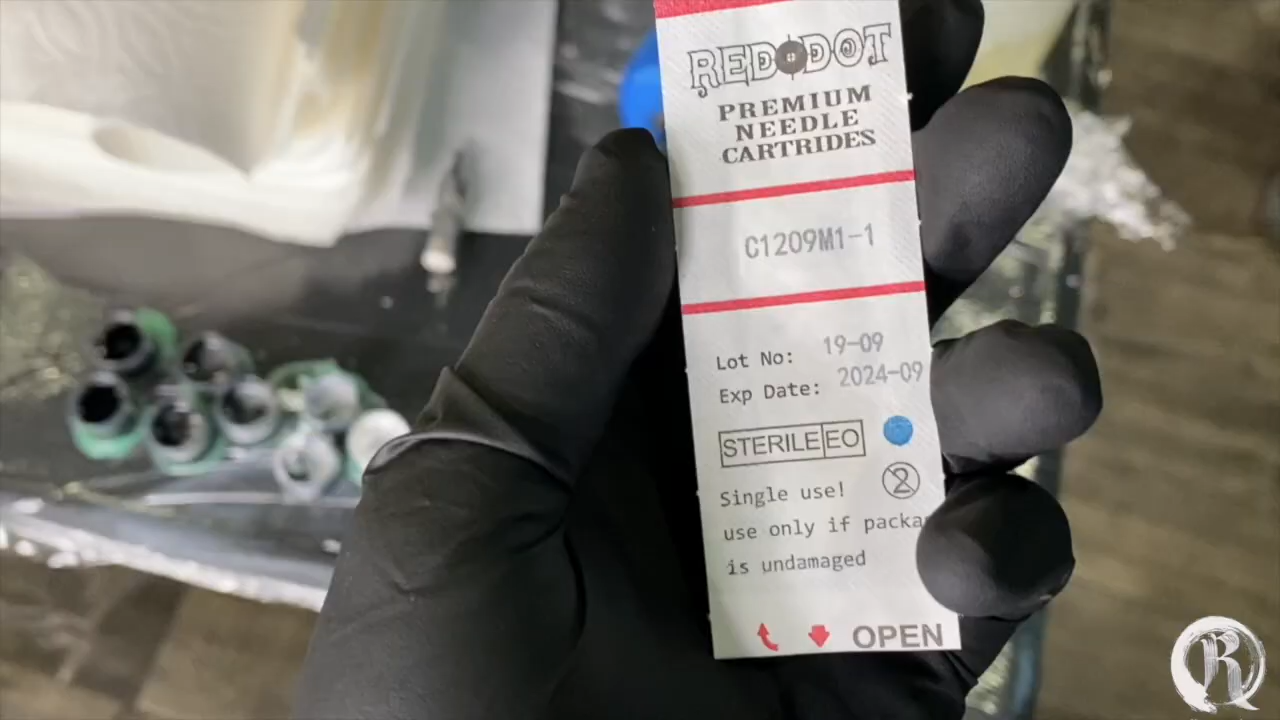 RED DOT
PREMIUM
NEEDLE
CARTRIDES
C1209M1-1
Lot No: 19-09
Exp Date: 2024-09
STERILE EO
2
Single use!
use only if packa
is undamaged
OPEN
R